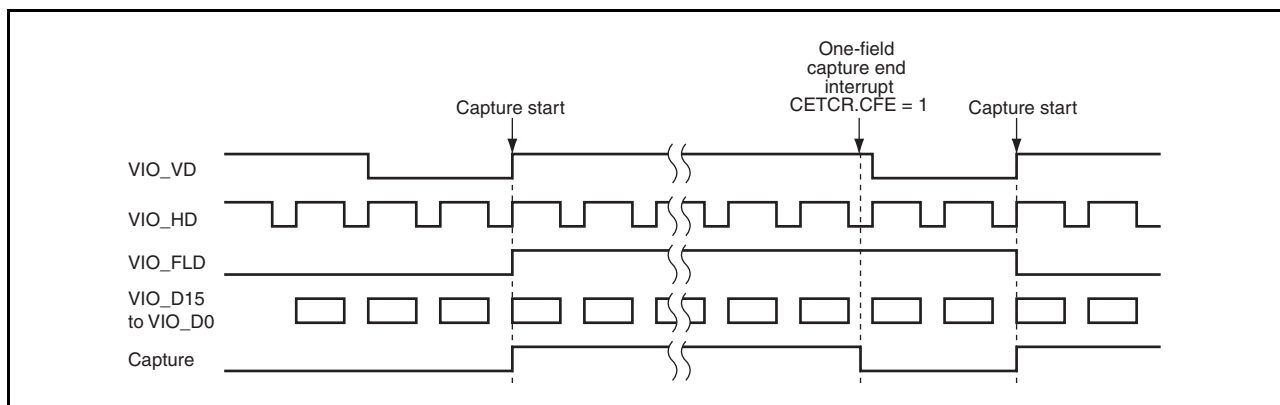 One-field
capture end
interrupt
CETCR.CFE = 1
Capture start
Capture start
VIO_VD
VIO_HD
VIO_FLD
VIO_D15
to VIO_D0
Capture